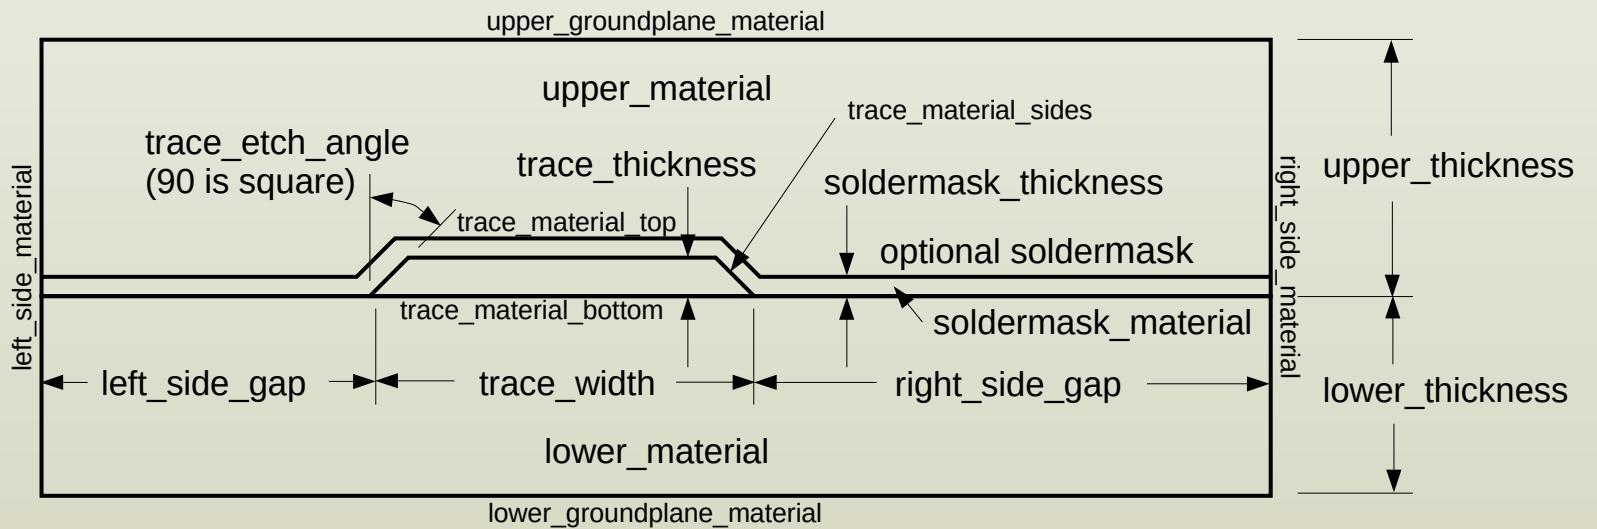 upper_groundplane_material
upper_material
trace_material_sides
trace_etch_angle
(90 is square)
trace_thickness
soldermask_thickness
upper_thickness
left_side_material
right_side_material
trace_material_top
optional soldermask
trace_material_bottom
soldermask_material
left_side_gap
trace_width
right_side_gap
lower_thickness
lower_material
lower_groundplane_material